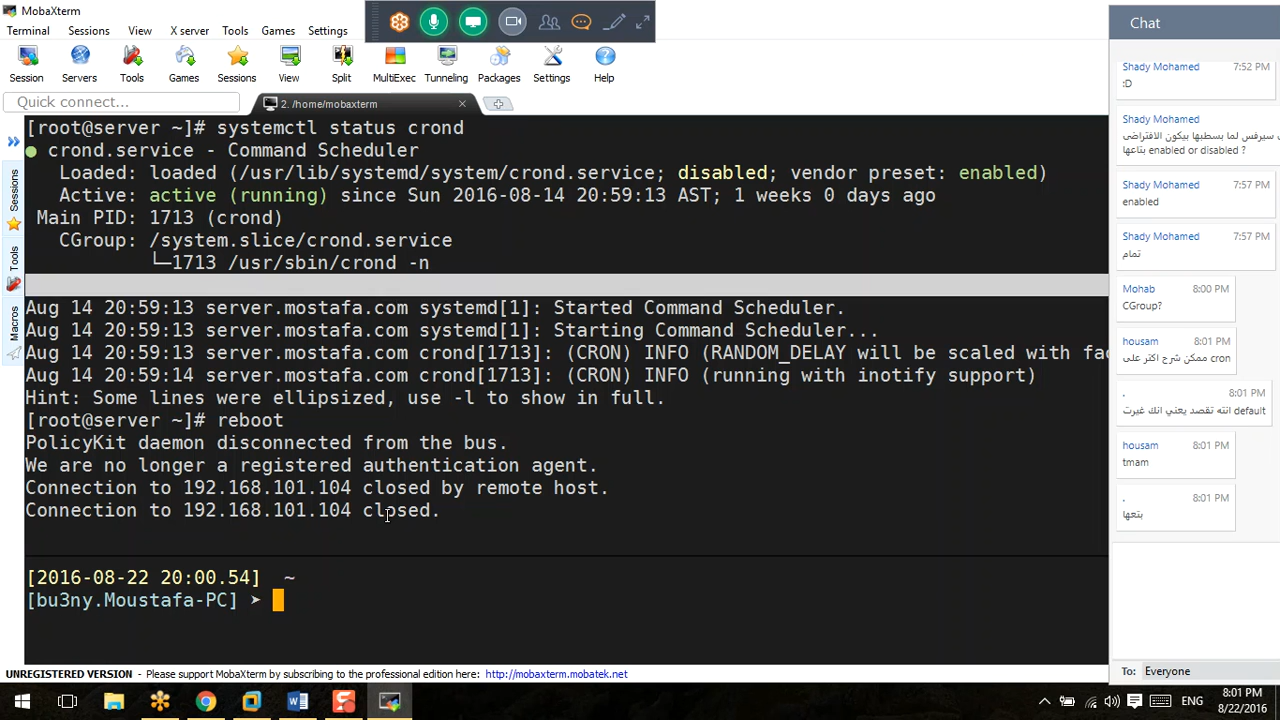 MobaXterm
Terminal Sessions View X server Tools Games Settings
Session Servers Tools Games Sessions View Split MultiExec Tunneling Packages Settings Help
Quick connect...
2. /home/mobaxterm
Sessions
Tools
Macros
[root@server ~]# systemctl status crond
● crond.service - Command Scheduler
Loaded: loaded (/usr/lib/systemd/system/crond.service; disabled; vendor preset: enabled)
Active: active (running) since Sun 2016-08-14 20:59:13 AST; 1 weeks 0 days ago
Main PID: 1713 (crond)
CGroup: /system.slice/crond.service
└─1713 /usr/sbin/crond -n
Aug 14 20:59:13 server.mostafa.com systemd[1]: Started Command Scheduler.
Aug 14 20:59:13 server.mostafa.com systemd[1]: Starting Command Scheduler...
Aug 14 20:59:13 server.mostafa.com crond[1713]: (CRON) INFO (RANDOM_DELAY will be scaled with fac
Aug 14 20:59:14 server.mostafa.com crond[1713]: (CRON) INFO (running with inotify support)
Hint: Some lines were ellipsized, use -l to show in full.
[root@server ~]# reboot
PolicyKit daemon disconnected from the bus.
We are no longer a registered authentication agent.
Connection to 192.168.101.104 closed by remote host.
Connection to 192.168.101.104 closed.
[2016-08-22 20:00.54] ~
[bu3ny.Moustafa-PC] ➤
UNREGISTERED VERSION - Please support MobaXterm by subscribing to the professional edition here: http://mobaxterm.mobatek.net
Chat
Shady Mohamed 7:52 PM
:D
Shady Mohamed
سيرفس لما بسطبها بيكون الاقتراضى
بتاعها enabled or disabled ?
Shady Mohamed 7:57 PM
enabled
Shady Mohamed 7:57 PM
تمام
Mohab 8:00 PM
CGroup?
housam 8:01 PM
ممكن شرح اكثر على cron
. 8:01 PM
انته تقصد يعني انك غيرت default
housam 8:01 PM
tmam
. 8:01 PM
بتعها
To: Everyone
ENG
8:01 PM
8/22/2016